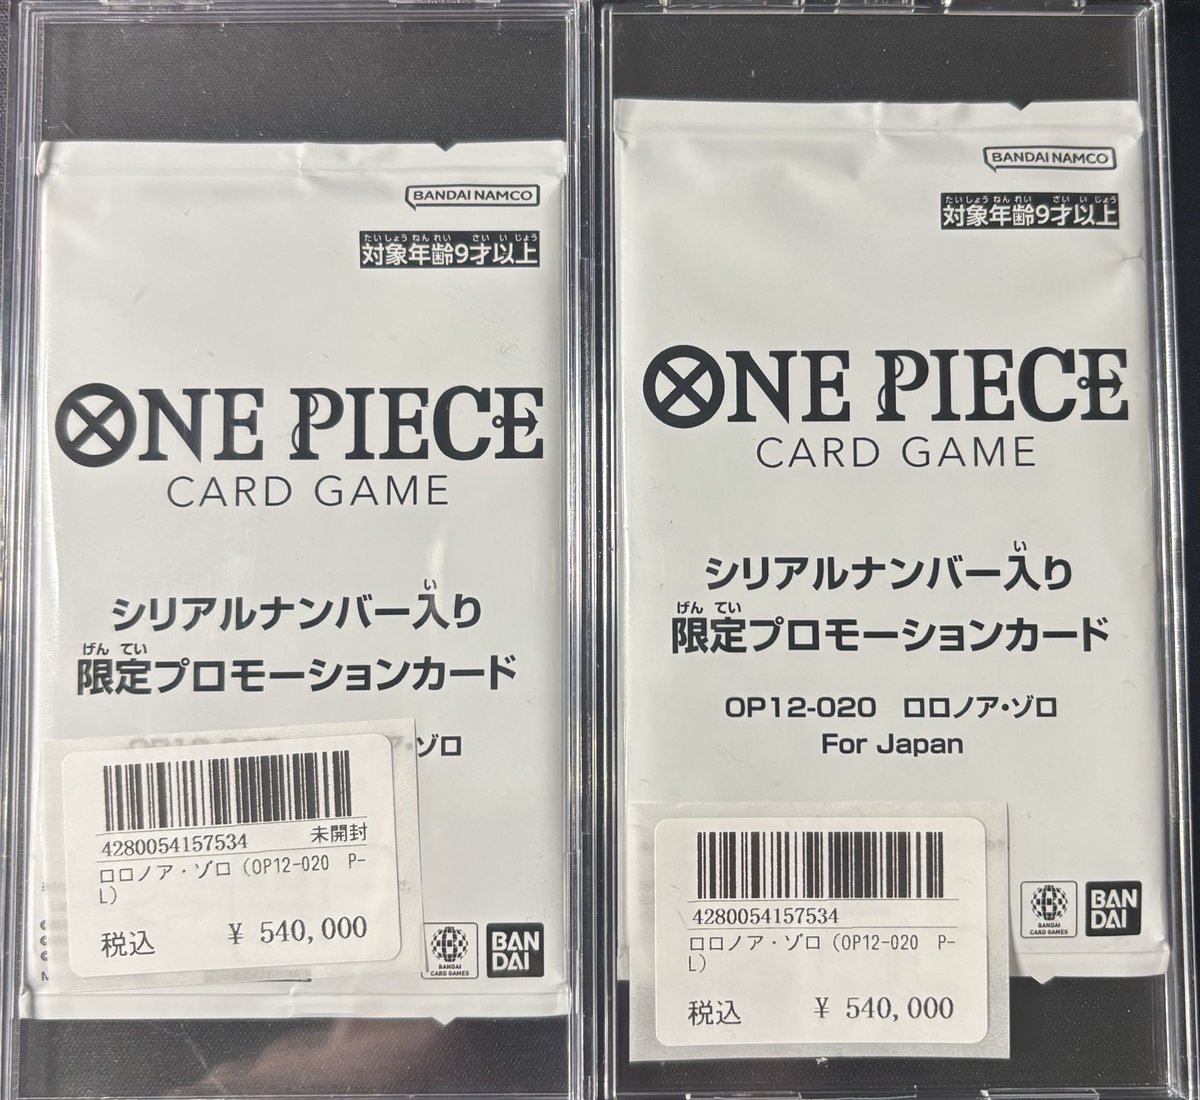 BANDAI NAMCO
たいしょうねんれい さいいじょう
対象年齢9才以上
ONE PIECE
CARD GAME
い
シリアルナンバー入り
げんてい
限定プロモーションカード
ゾロ
4280054157534 未開封
ロロノア・ゾロ（OP12-020 P-
L）
税込 ¥ 540,000
BANDAI
CARD GAMES
BAN
DAI
BANDAI NAMCO
たいしょうねんれい さいいじょう
対象年齢9才以上
ONE PIECE
CARD GAME
い
シリアルナンバー入り
げんてい
限定プロモーションカード
OP12-020 ロロノア・ゾロ
For Japan
4280054157534
ロロノア・ゾロ（OP12-020 P-
L）
税込 ¥ 540,000
BANDAI
CARD GAMES
BAN
DAI